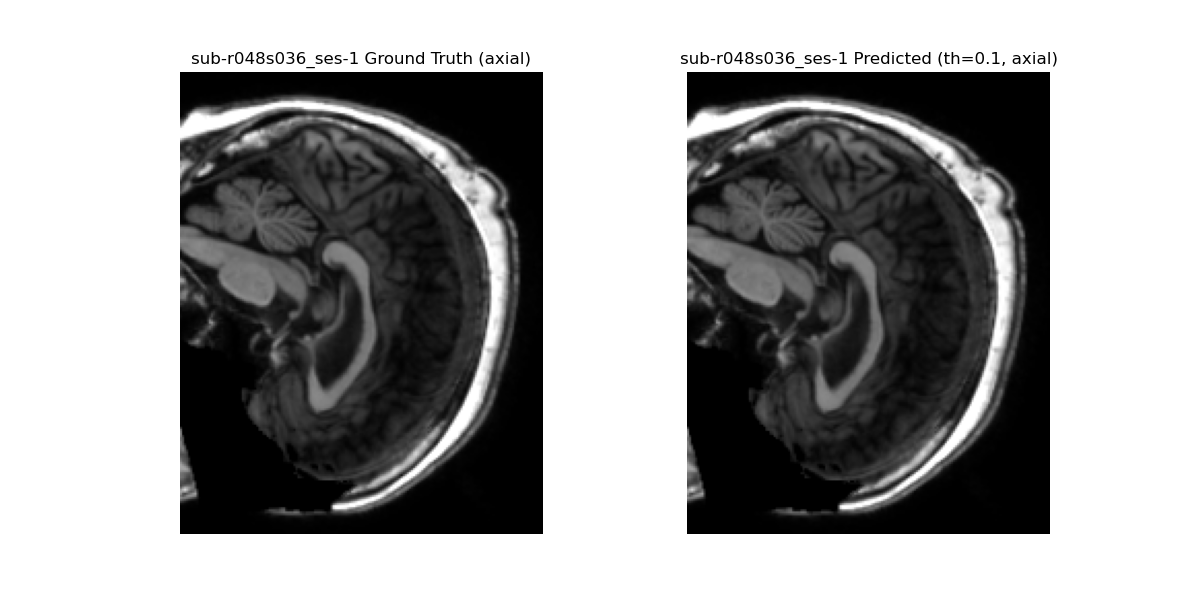 sub-r048s036_ses-1 Ground Truth (axial)
sub-r048s036_ses-1 Predicted (th=0.1, axial)